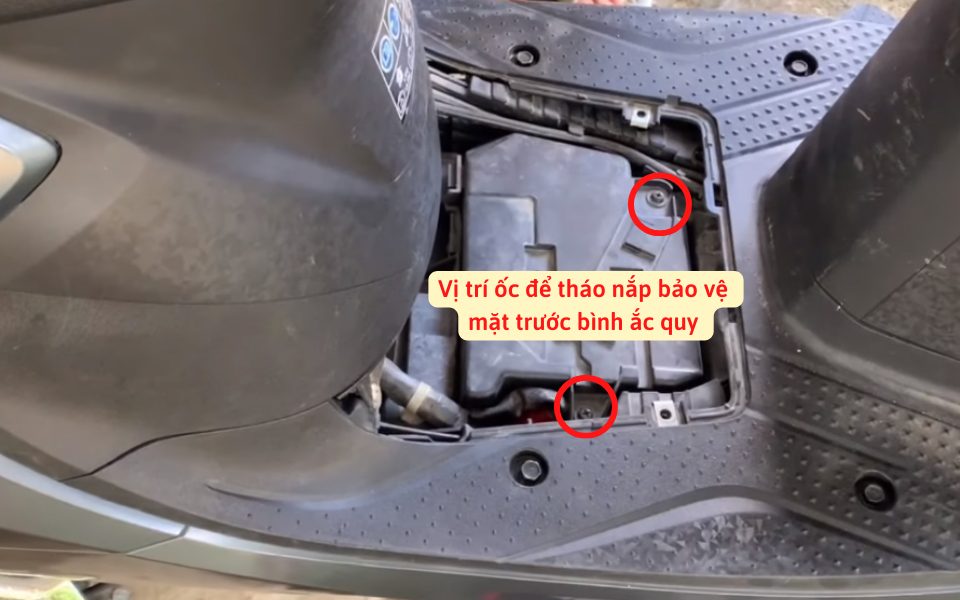 Vị trí ốc để tháo nắp bảo vệ
mặt trước bình ắc quy